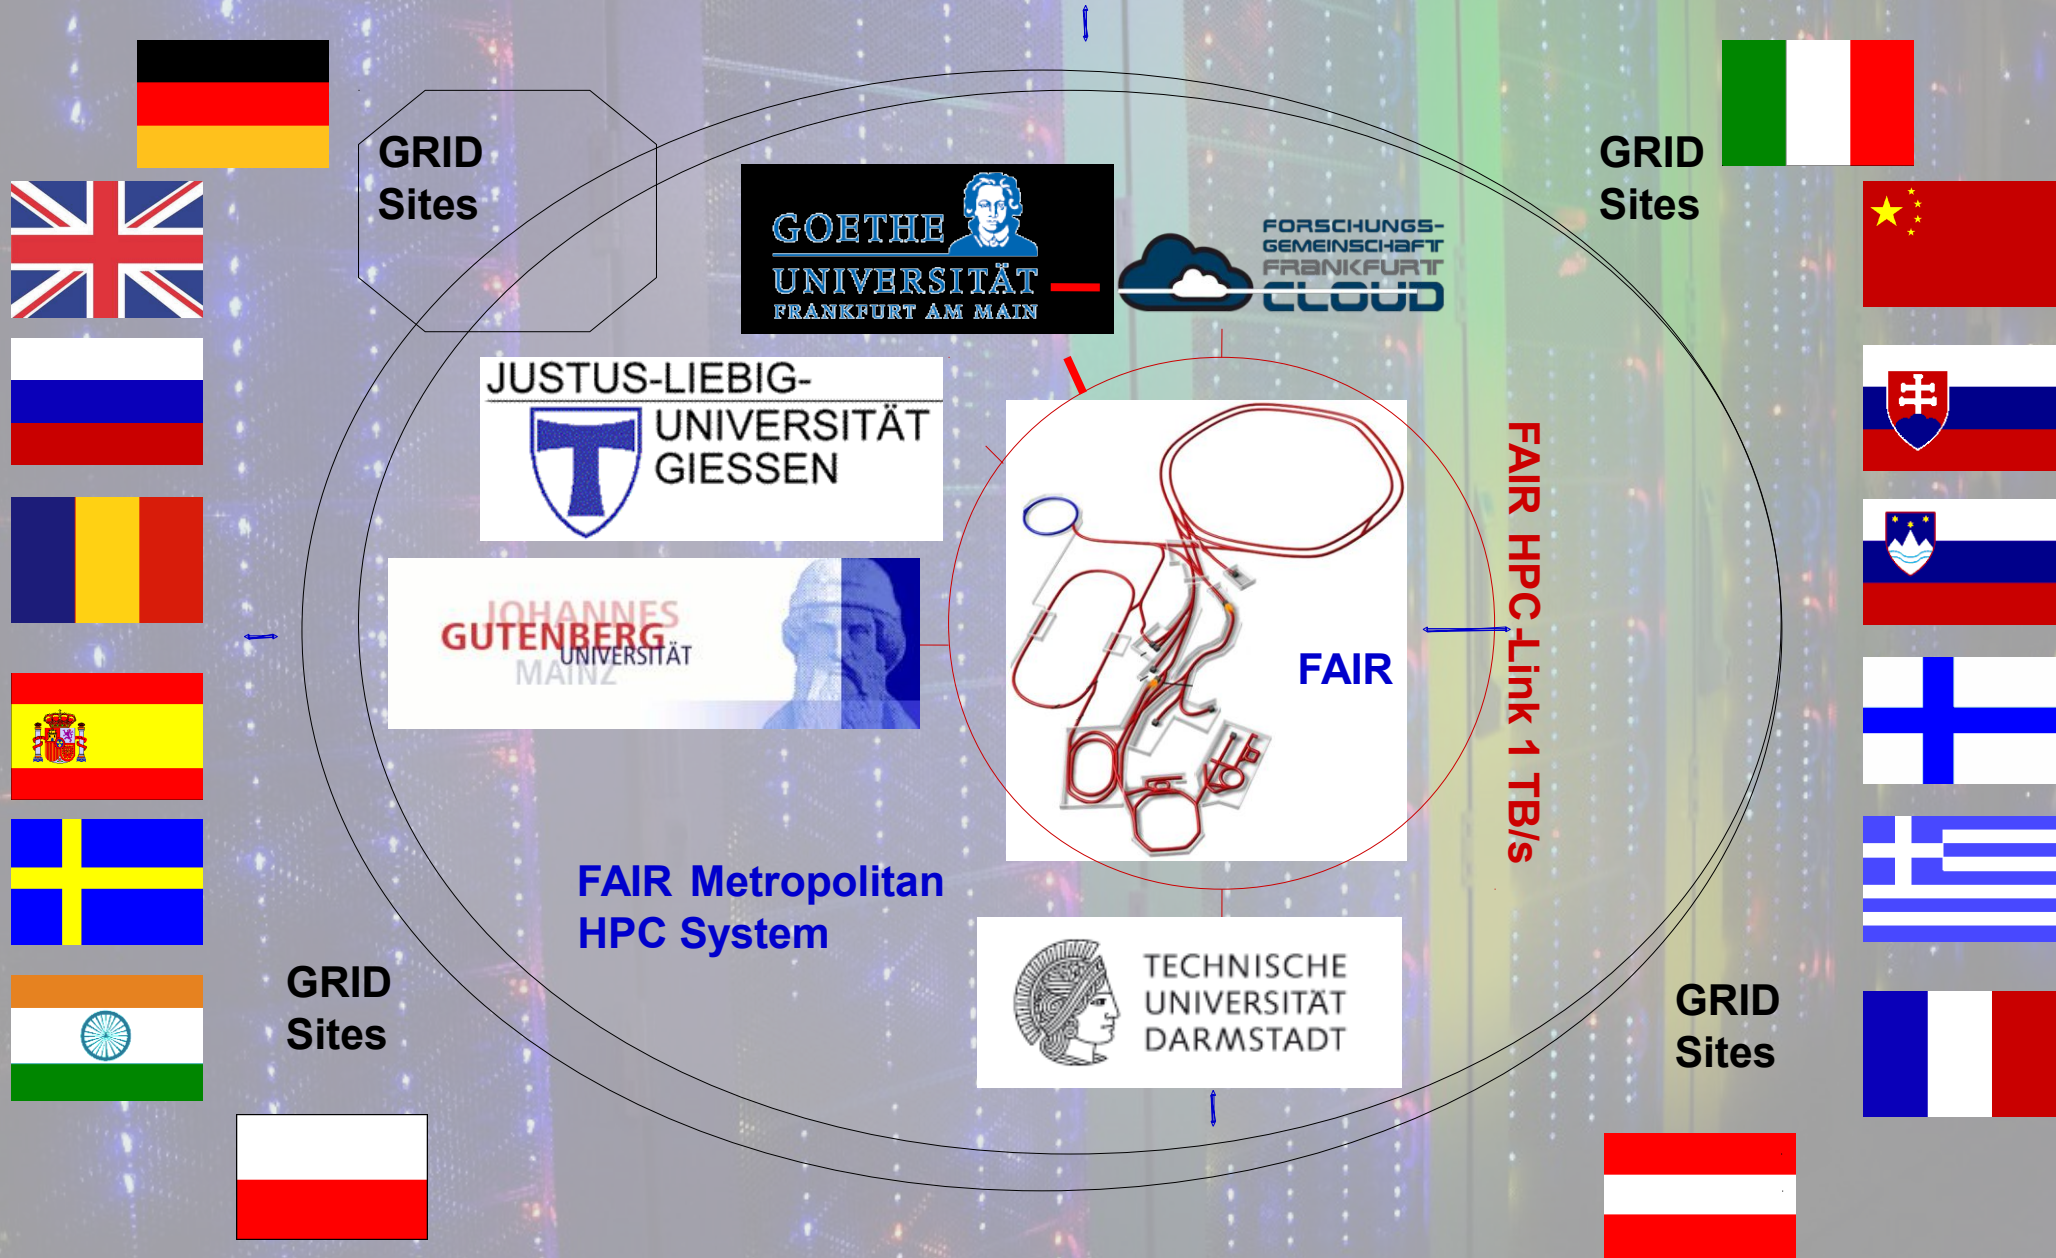 GRID
Sites
GRID
Sites
GOETHE
UNIVERSITÄT
FRANKFURT AM MAIN
FORSCHUNGS-
GEMEINSCHAFT
FRANKFURT
CLOUD
JUSTUS-LIEBIG-
UNIVERSITÄT
GIESSEN
JOHANNES
GUTENBERG
UNIVERSITÄT
MAINZ
FAIR
FAIR HPC-Link 1 TB/s
FAIR Metropolitan
HPC System
TECHNISCHE
UNIVERSITÄT
DARMSTADT
GRID
Sites
GRID
Sites